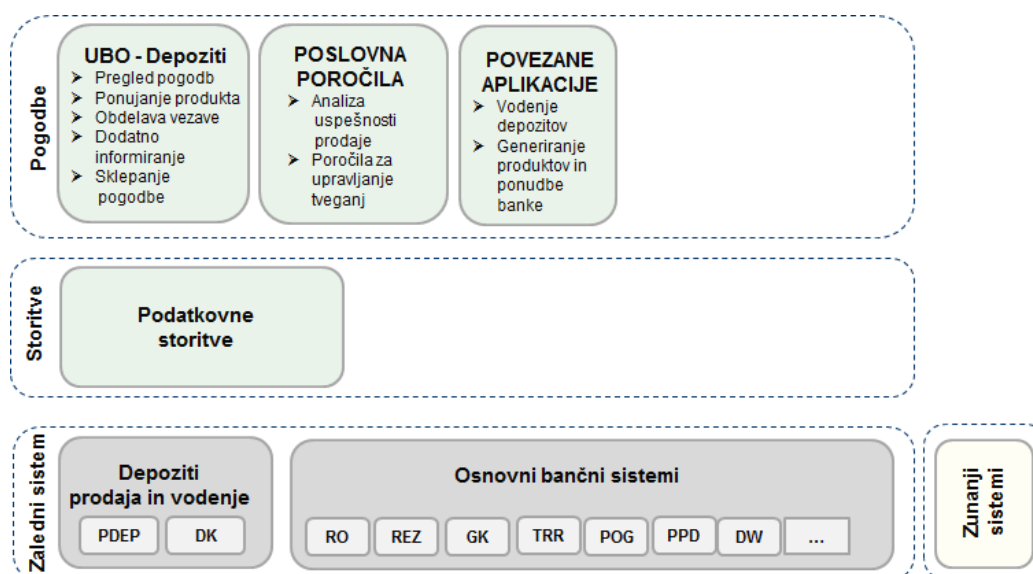 Pogodbe
UBO - Depoziti
➤ Pregled pogodb
➤ Ponujanje produkta
➤ Obdelava vezave
➤ Dodatno
informiranje
➤ Sklepanje
pogodbe
POSLOVNA
POROČILA
➤ Analiza
uspešnosti
prodaje
➤ Poročila za
upravljanje
tveganj
POVEZANE
APLIKACIJE
➤ Vodenje
depozitov
➤ Generiranje
produktov in
ponudbe
banke
Storitve
Podatkovne
storitve
Zaledni sistem
Depoziti
prodaja in vodenje
PDEP
DK
Osnovni bančni sistemi
RO
REZ
GK
TRR
POG
PPD
DW
...
Zunanji
sistemi